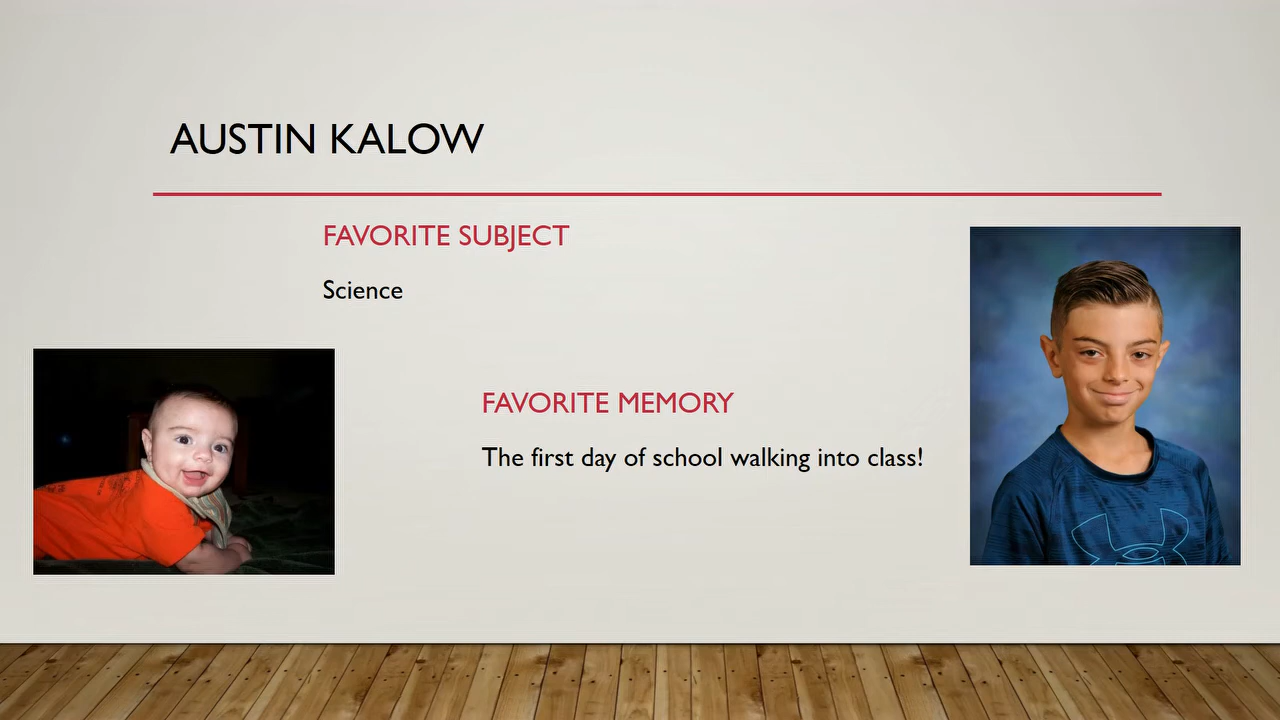 AUSTIN KALOW
FAVORITE SUBJECT
Science
FAVORITE MEMORY
The first day of school walking into class!